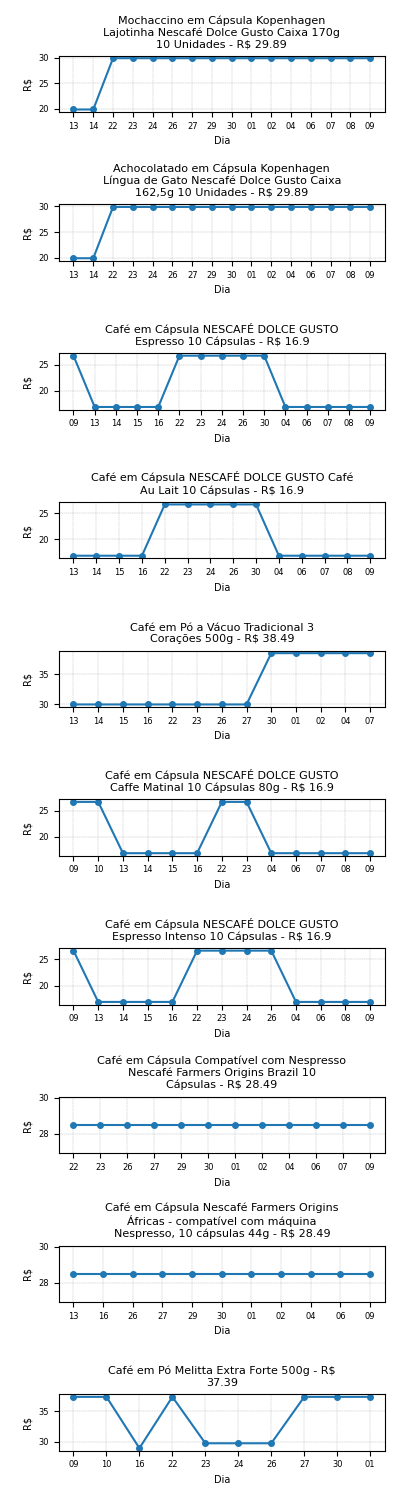 Mochaccino em Cápsula Kopenhagen
Lajotinha Nescafé Dolce Gusto Caixa 170g
10 Unidades - R$ 29.89
30
25
20
R$
13 14 22 23 24 26 27 29 30 01 02 04 06 07 08 09
Dia
Achocolatado em Cápsula Kopenhagen
Língua de Gato Nescafé Dolce Gusto Caixa
162,5g 10 Unidades - R$ 29.89
30
25
20
R$
13 14 22 23 24 26 27 29 30 01 02 04 06 07 08 09
Dia
Café em Cápsula NESCAFÉ DOLCE GUSTO
Espresso 10 Cápsulas - R$ 16.9
25
20
R$
09 13 14 15 16 22 23 24 26 30 04 06 07 08 09
Dia
Café em Cápsula NESCAFÉ DOLCE GUSTO Café
Au Lait 10 Cápsulas - R$ 16.9
25
20
R$
13 14 15 16 22 23 24 26 30 04 06 07 08 09
Dia
Café em Pó a Vácuo Tradicional 3
Corações 500g - R$ 38.49
35
30
R$
13 14 15 16 22 23 26 27 30 01 02 04 07
Dia
Café em Cápsula NESCAFÉ DOLCE GUSTO
Caffe Matinal 10 Cápsulas 80g - R$ 16.9
25
20
R$
09 10 13 14 15 16 22 23 04 06 07 08 09
Dia
Café em Cápsula NESCAFÉ DOLCE GUSTO
Espresso Intenso 10 Cápsulas - R$ 16.9
25
20
R$
09 13 14 15 16 22 23 24 26 04 06 08 09
Dia
Café em Cápsula Compatível com Nespresso
Nescafé Farmers Origins Brazil 10
Cápsulas - R$ 28.49
30
28
R$
22 23 26 27 29 30 01 02 04 06 07 09
Dia
Café em Cápsula Nescafé Farmers Origins
Áfricas - compatível com máquina
Nespresso, 10 cápsulas 44g - R$ 28.49
30
28
R$
13 16 26 27 29 30 01 02 04 06 09
Dia
Café em Pó Melitta Extra Forte 500g - R$
37.39
35
30
R$
09 10 16 22 23 24 26 27 30 01
Dia